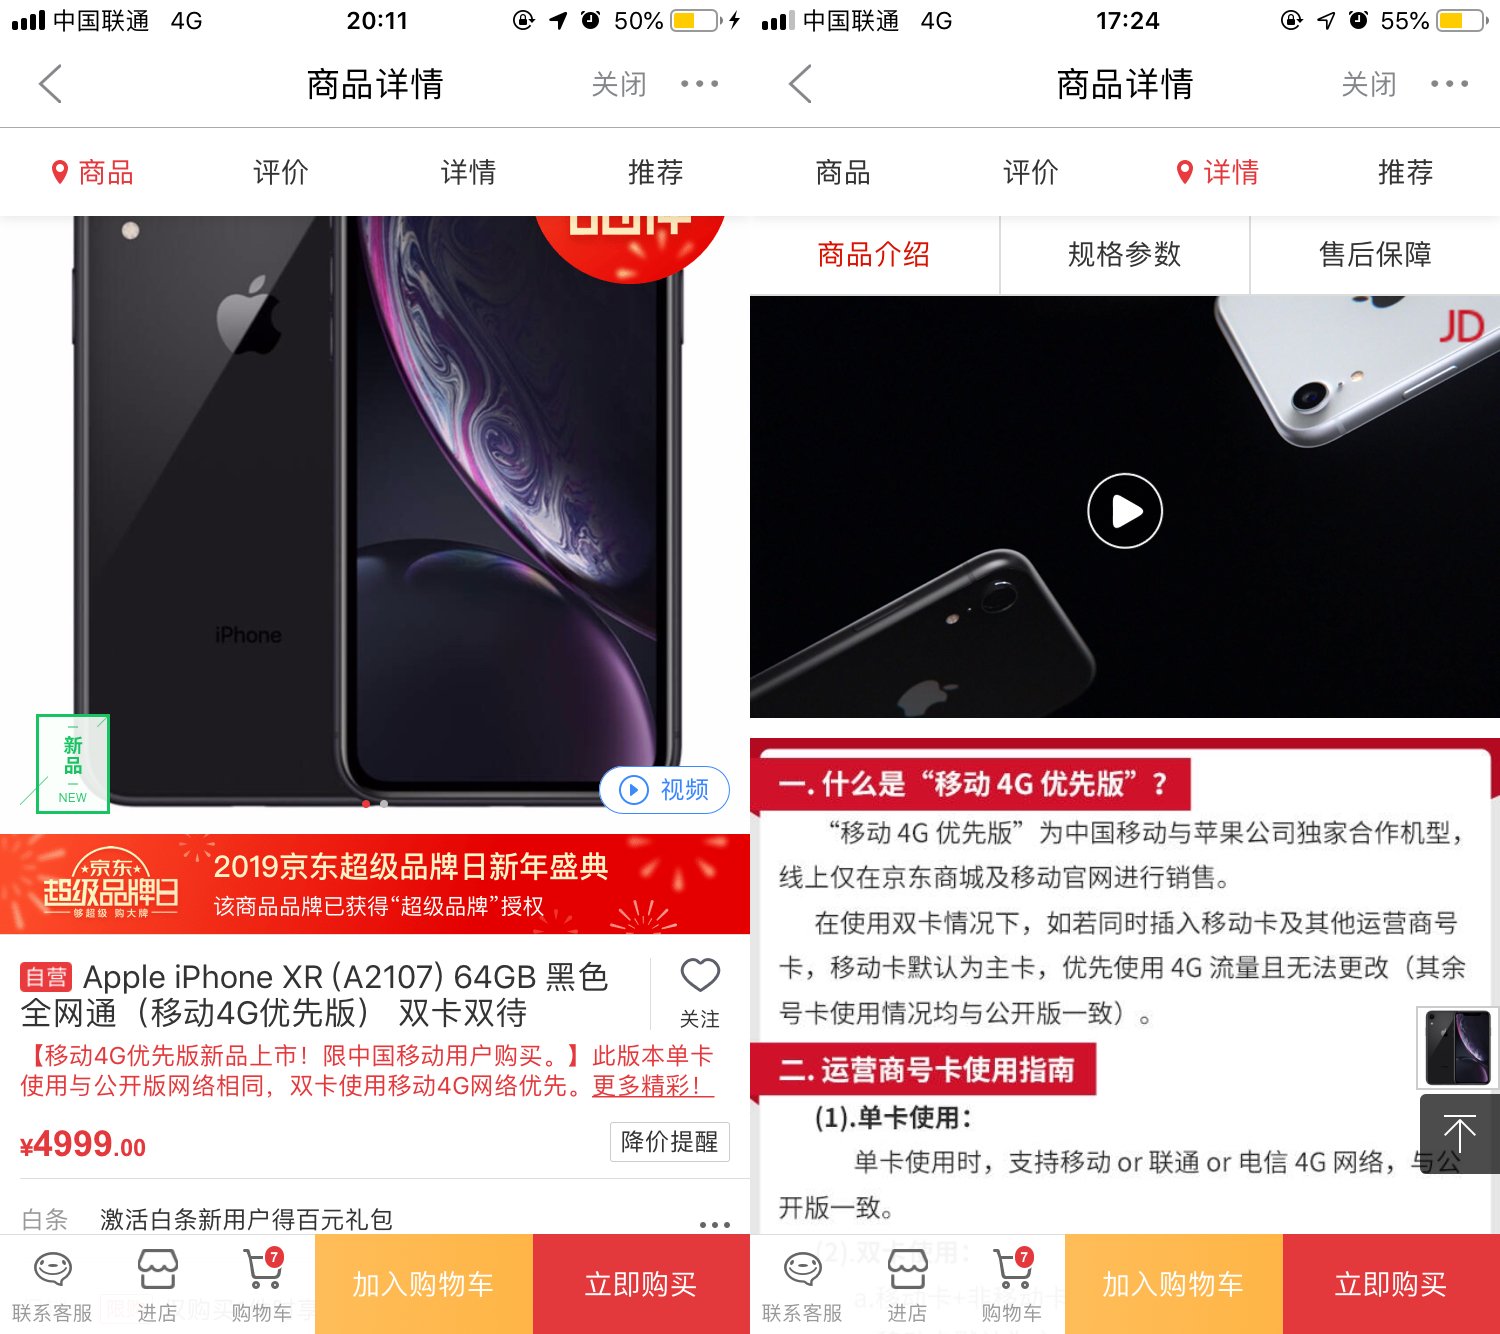 中国联通 4G 20:11 50%
商品详情 关闭
商品 评价 详情 推荐
iPhone
新品
NEW
视频
京东
超级品牌日
够超级 购大牌
2019京东超级品牌日新年盛典
该商品品牌已获得“超级品牌”授权
自营 Apple iPhone XR (A2107) 64GB 黑色
全网通（移动4G优先版） 双卡双待
关注
【移动4G优先版新品上市！限中国移动用户购买。】此版本单卡
使用与公开版网络相同，双卡使用移动4G网络优先。更多精彩！
¥4999.00
降价提醒
白条 激活白条新用户得百元礼包
联系客服 进店 购物车 7 加入购物车 立即购买
中国联通 4G 17:24 55%
商品详情 关闭
商品 评价 详情 推荐
商品介绍 规格参数 售后保障
JD
一. 什么是“移动 4G 优先版”？
“移动 4G 优先版”为中国移动与苹果公司独家合作机型，
线上仅在京东商城及移动官网进行销售。
在使用双卡情况下，如若同时插入移动卡及其他运营商号
卡，移动卡默认为主卡，优先使用 4G 流量且无法更改（其余
号卡使用情况均与公开版一致）。
二. 运营商号卡使用指南
(1).单卡使用：
单卡使用时，支持移动 or 联通 or 电信 4G 网络，与公
开版一致。
(2).双卡使用：
联系客服 进店 购物车 7 加入购物车 立即购买